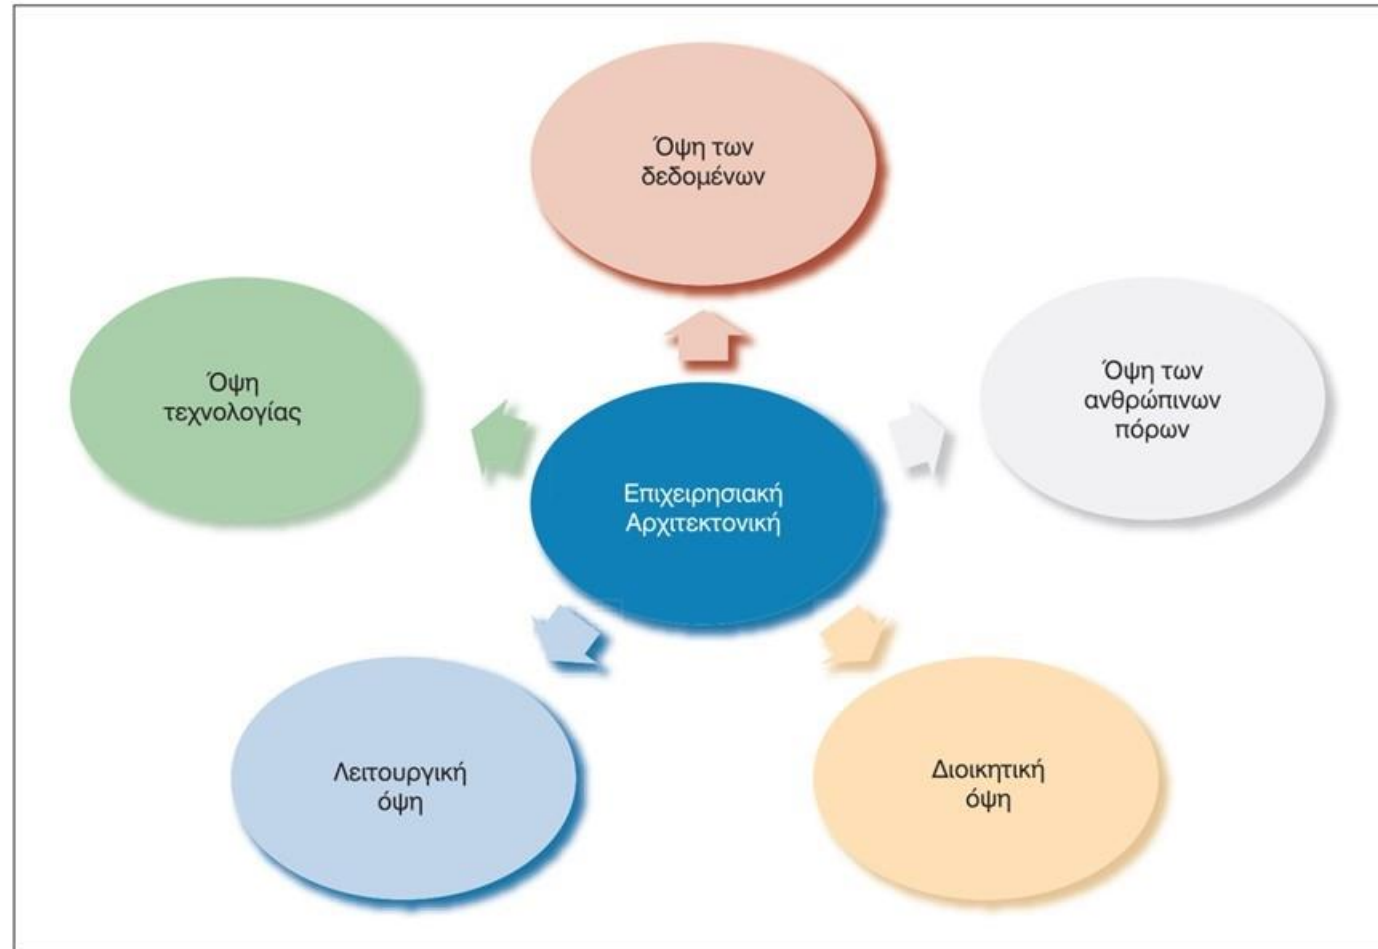 Όψη των
δεδομένων
Όψη
τεχνολογίας
Όψη των
ανθρώπινων
πόρων
Επιχειρησιακή
Αρχιτεκτονική
Λειτουργική
όψη
Διοικητική
όψη